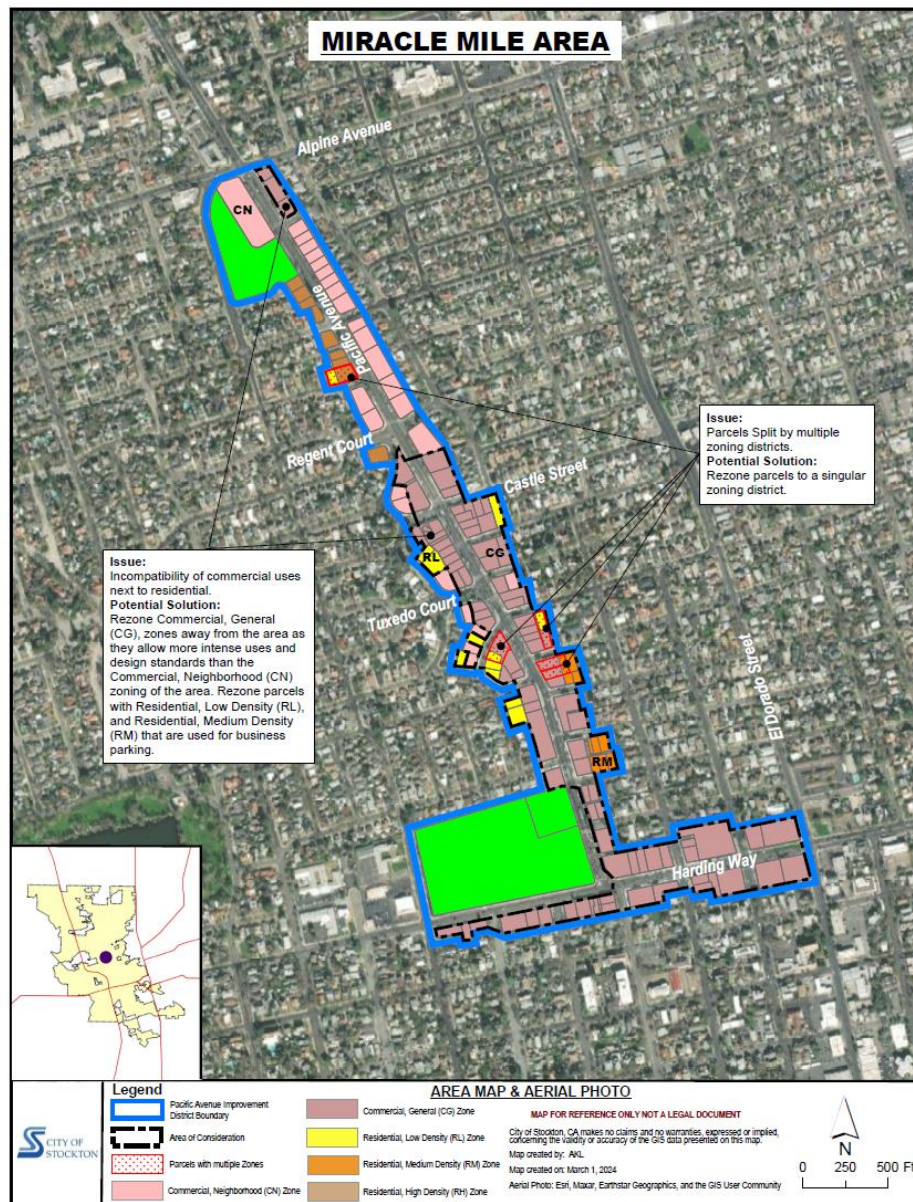 MIRACLE MILE AREA
Alpine Avenue
CN
Pacific Avenue
Issue:
Parcels Split by multiple
zoning districts.
Potential Solution:
Rezone parcels to a singular
zoning district.
Regent Court
Castle Street
Issue:
Incompatibility of commercial uses
next to residential.
Potential Solution:
Rezone Commercial, General
(CG), zones away from the area as
they allow more intense uses and
design standards than the
Commercial, Neighborhood (CN)
zoning of the area. Rezone parcels
with Residential, Low Density (RL),
and Residential, Medium Density
(RM) that are used for business
parking.
RL
CG
Tuxedo Court
El Dorado Street
RM
Harding Way
CITY OF
STOCKTON
Legend
Pacific Avenue Improvement
District Boundary
Area of Consideration
Parcels with multiple Zones
Commercial, Neighborhood (CN) Zone
Commercial, General (CG) Zone
Residential, Low Density (RL) Zone
Residential, Medium Density (RM) Zone
Residential, High Density (RH) Zone
AREA MAP & AERIAL PHOTO
MAP FOR REFERENCE ONLY NOT A LEGAL DOCUMENT
City of Stockton, CA makes no claims and no warranties, expressed or implied,
concerning the validity or accuracy of the GIS data presented on this map.
Map created by: AKL
Map created on: March 1, 2024
Aerial Photo: Esri, Maxar, Earthstar Geographics, and the GIS User Community
N
0 250 500 Ft